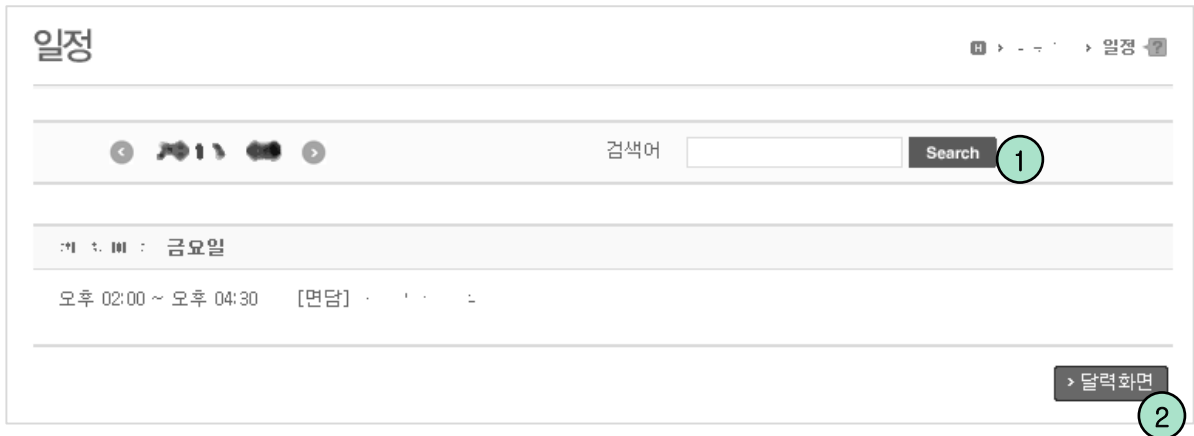 일정
H › › 일정 ?
검색어 Search 1
금요일
오후 02:00 ~ 오후 04:30 [면담]
› 달력화면
2